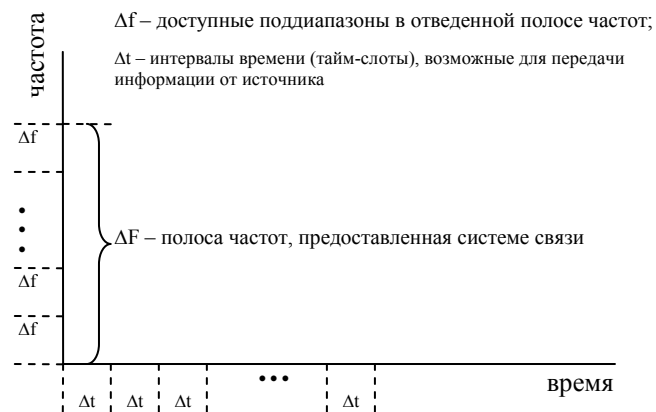 Δf – доступные поддиапазоны в отведенной полосе частот;
Δt – интервалы времени (тайм-слоты), возможные для передачи
информации от источника
частота
Δf
ΔF – полоса частот, предоставленная системе связи
Δf
Δf
время
Δt Δt Δt Δt